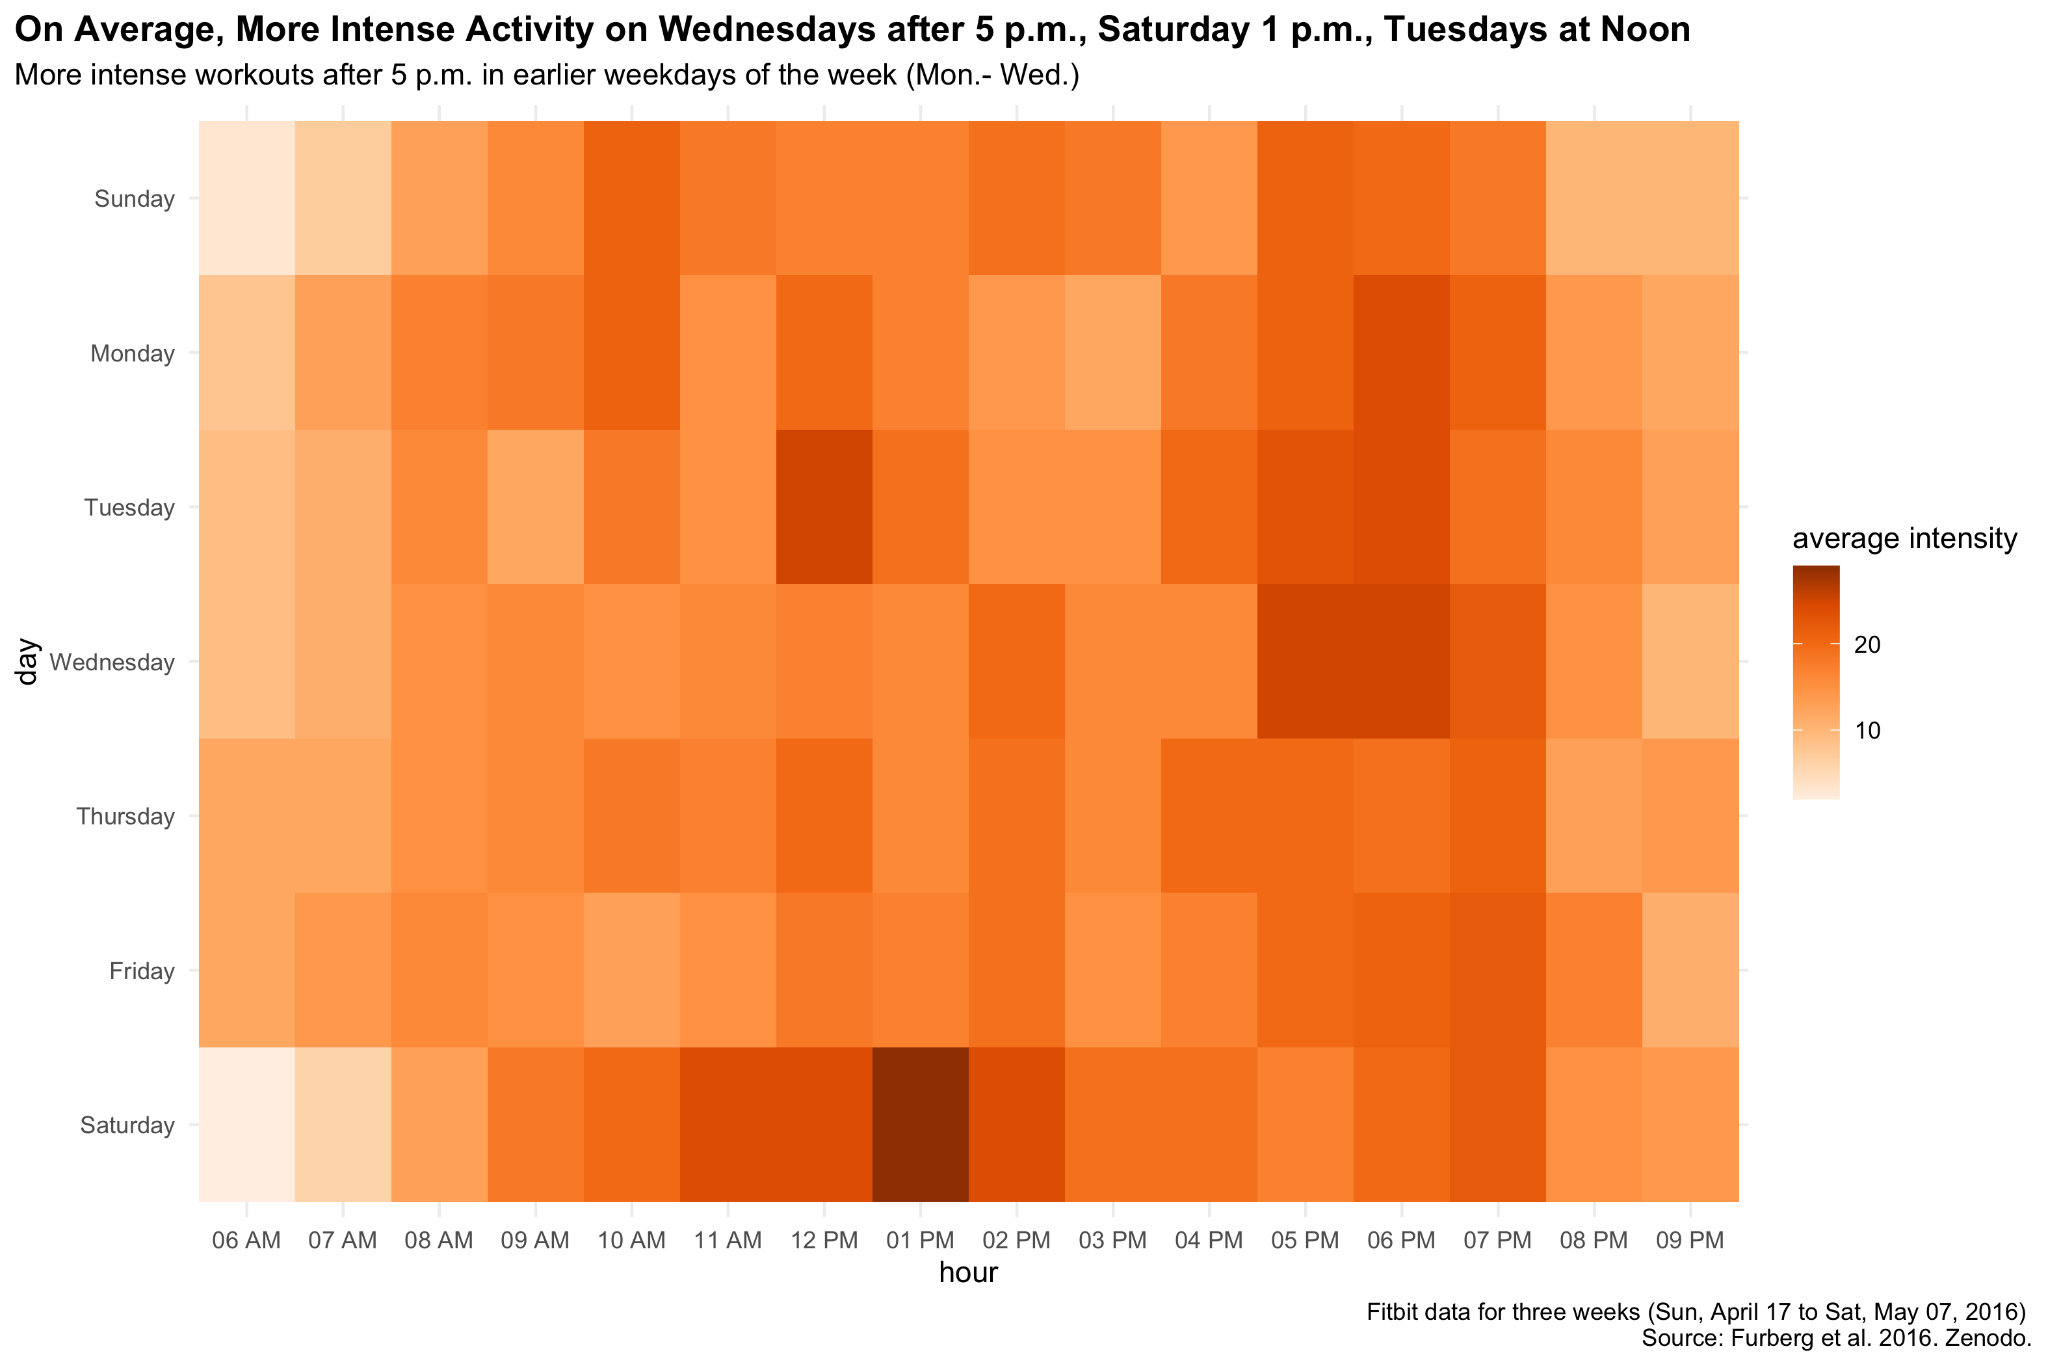 On Average, More Intense Activity on Wednesdays after 5 p.m., Saturday 1 p.m., Tuesdays at Noon
More intense workouts after 5 p.m. in earlier weekdays of the week (Mon.- Wed.)
Sunday
Monday
Tuesday
Wednesday
Thursday
Friday
Saturday
day
06 AM 07 AM 08 AM 09 AM 10 AM 11 AM 12 PM 01 PM 02 PM 03 PM 04 PM 05 PM 06 PM 07 PM 08 PM 09 PM
hour
average intensity
20
10
Fitbit data for three weeks (Sun, April 17 to Sat, May 07, 2016)
Source: Furberg et al. 2016. Zenodo.